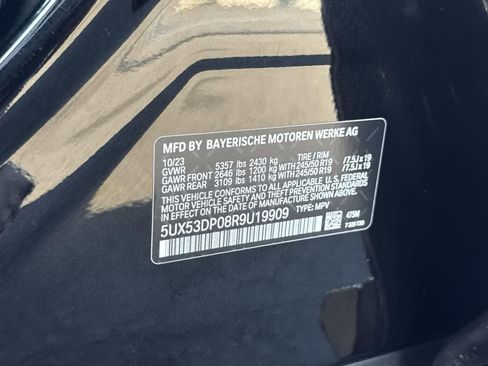 MFD BY BAYERISCHE MOTOREN WERKE AG
10/23 5357 lbs 2430 kg TIRE / RIM
GVWR
GAWR FRONT 2646 lbs 1200 kg WITH 245/50 R19 /7.5J x 19
GAWR REAR 3109 lbs 1410 kg WITH 245/50 R19 /7.5J x 19
THIS VEHICLE CONFORMS TO ALL APPLICABLE U.S. FEDERAL
MOTOR VEHICLE SAFETY, BUMPER, AND THEFT PREVENTION
STANDARDS IN EFFECT ON THE DATE OF MANUFACTURE
SHOWN ABOVE.
5UX53DP08R9U19909 TYPE: MPV
475M